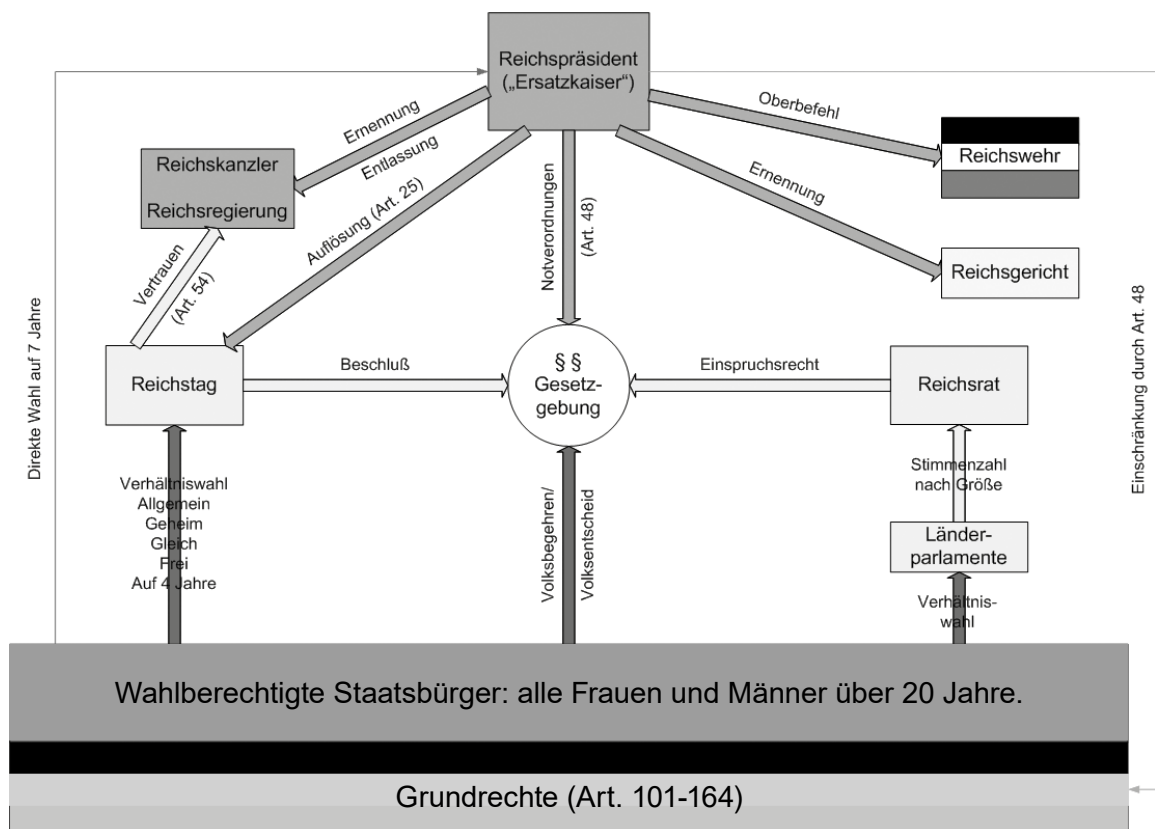 Reichspräsident
(„Ersatzkaiser“)
Ernennung
Entlassung
Oberbefehl
Reichswehr
Reichskanzler
Reichsregierung
Auflösung (Art. 25)
Notverordnungen
(Art. 48)
Ernennung
Reichsgericht
Vertrauen
(Art. 54)
Direkte Wahl auf 7 Jahre
Einschränkung durch Art. 48
Reichstag
Beschluß
§ §
Gesetz-
gebung
Einspruchsrecht
Reichsrat
Verhältniswahl
Allgemein
Geheim
Gleich
Frei
Auf 4 Jahre
Volksbegehren/
Volksentscheid
Stimmenzahl
nach Größe
Länder-
parlamente
Verhältnis-
wahl
Wahlberechtigte Staatsbürger: alle Frauen und Männer über 20 Jahre.
Grundrechte (Art. 101-164)